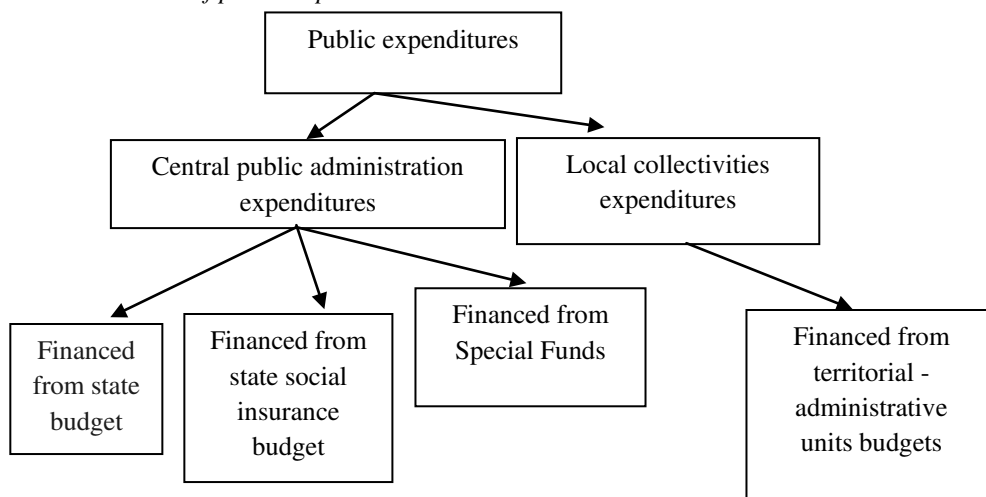 Public expenditures
Central public administration
expenditures
Local collectivities
expenditures
Financed
from state
budget
Financed from
state social
insurance
budget
Financed from
Special Funds
Financed from
territorial -
administrative
units budgets